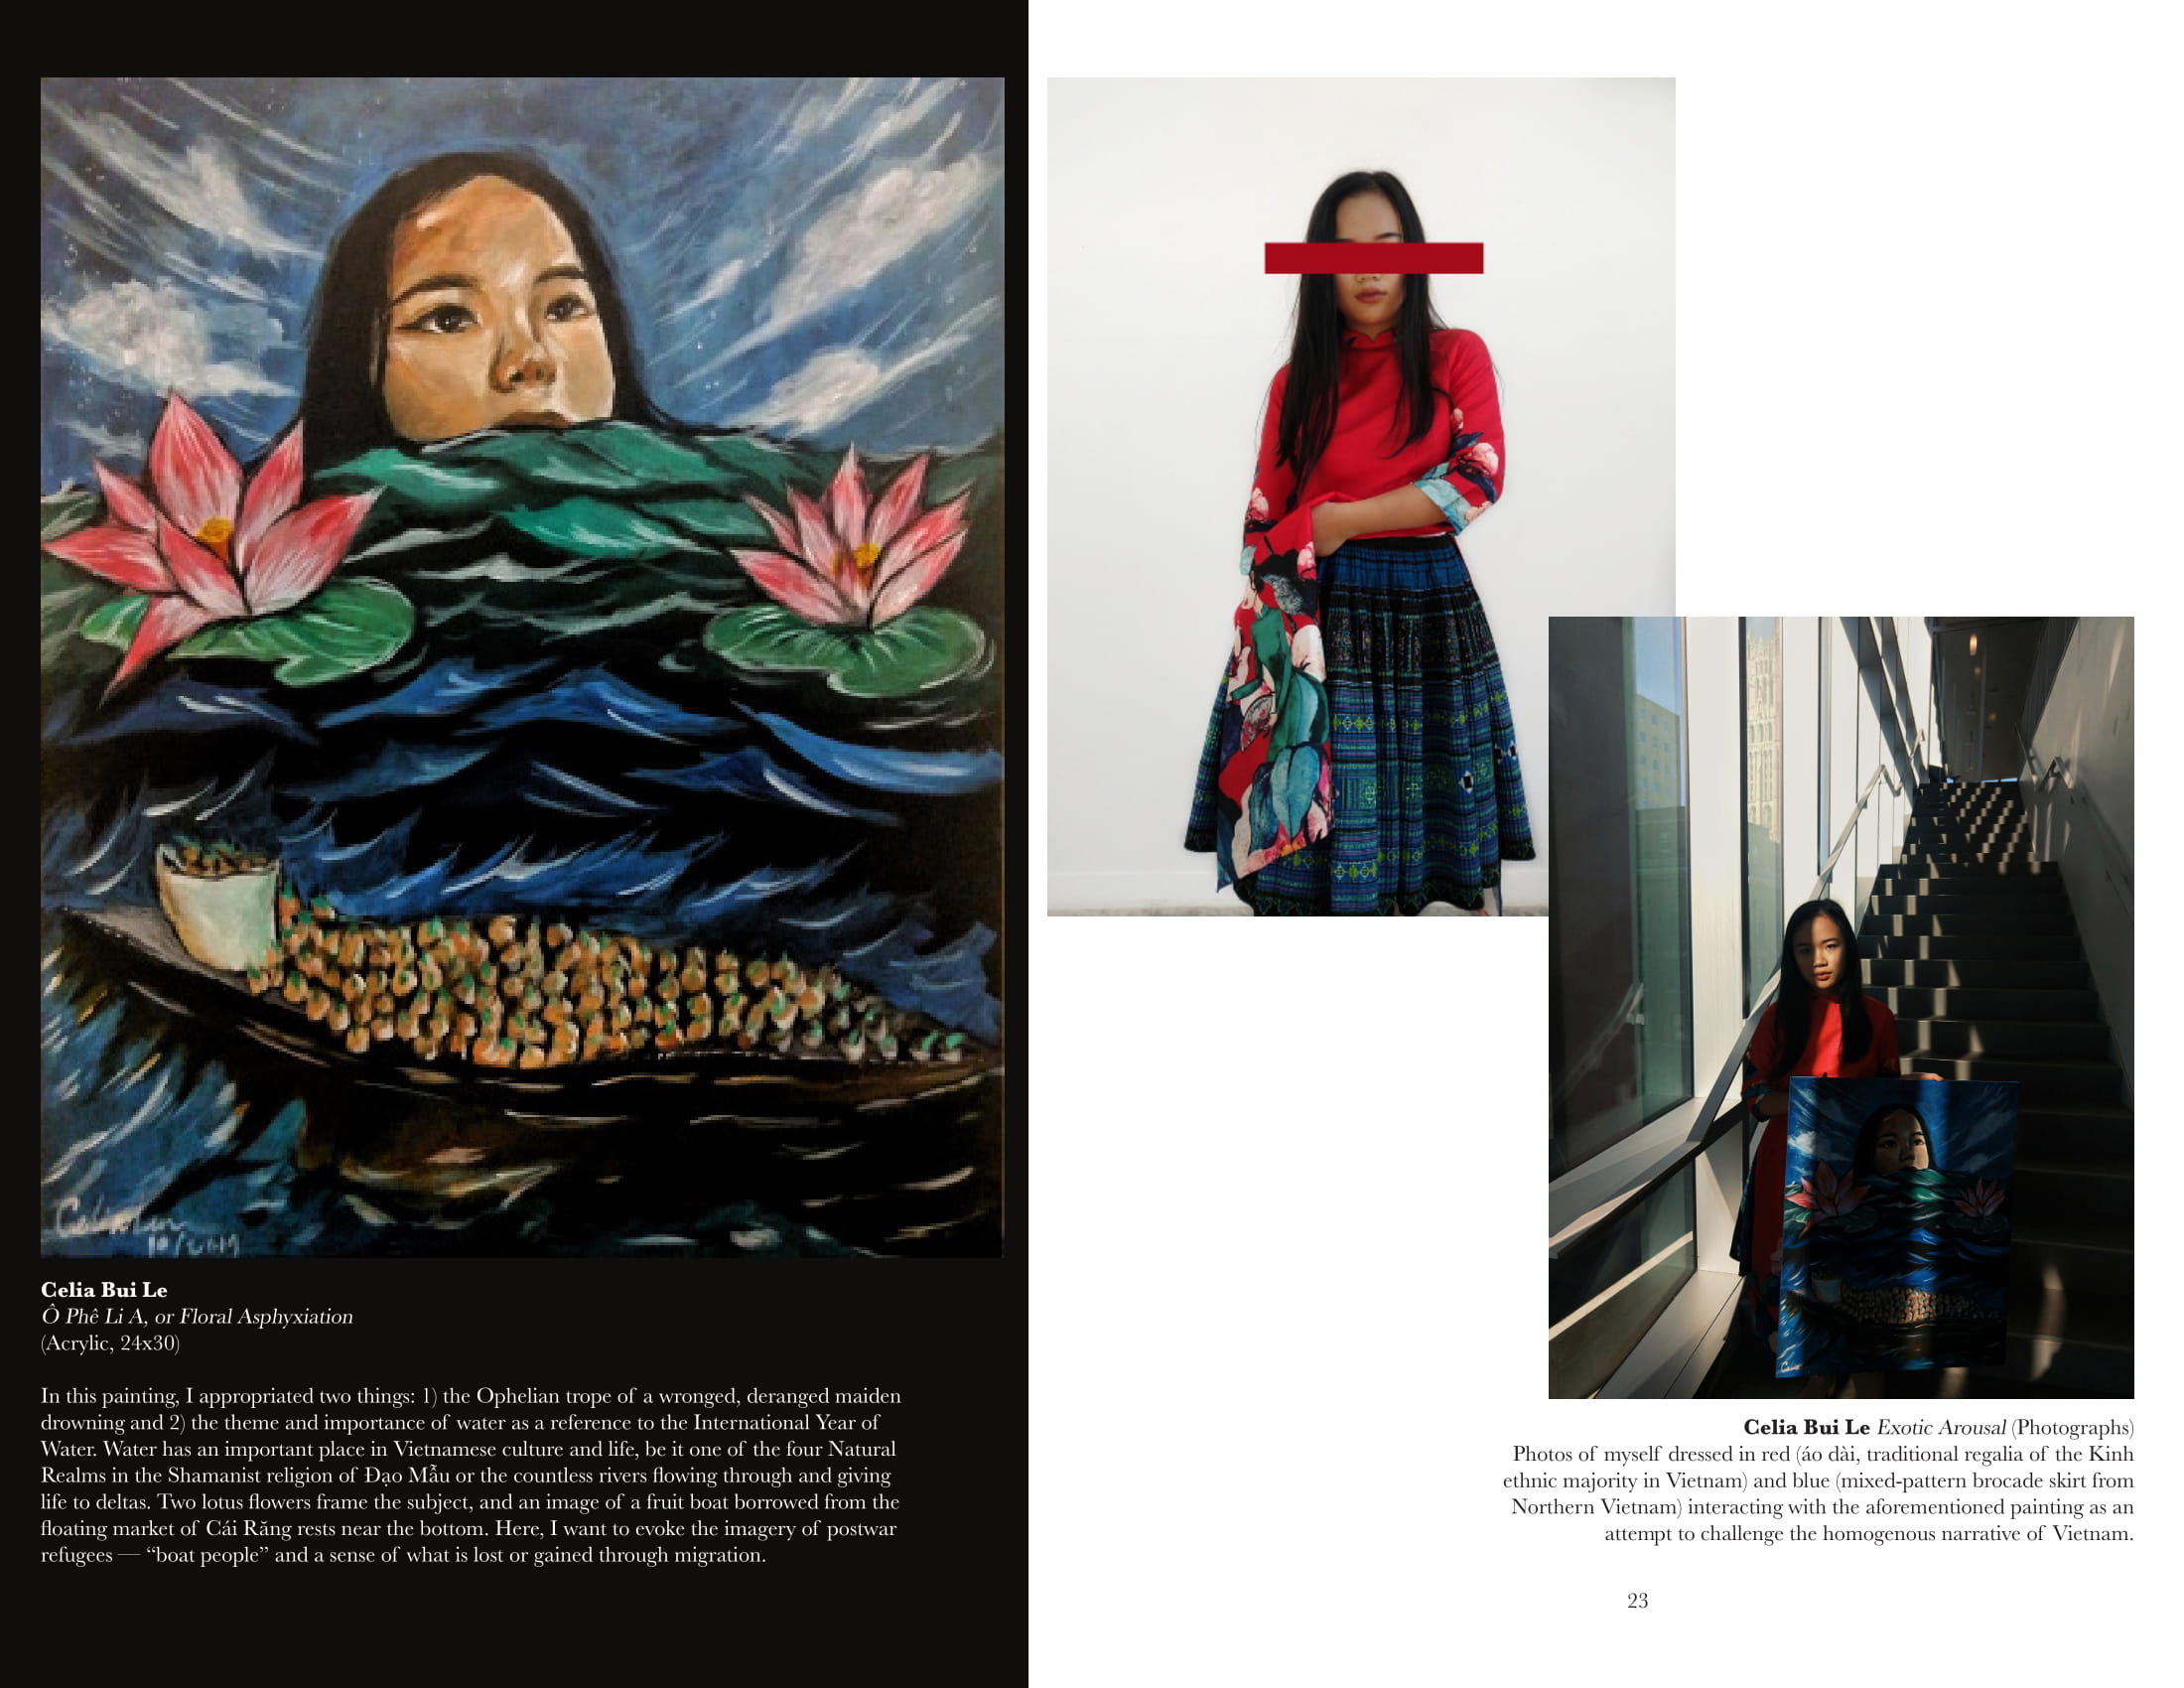 Celia Bui Le
Ô Phê Li A, or Floral Asphyxiation
(Acrylic, 24x30)
In this painting, I appropriated two things: 1) the Ophelian trope of a wronged, deranged maiden
drowning and 2) the theme and importance of water as a reference to the International Year of
Water. Water has an important place in Vietnamese culture and life, be it one of the four Natural
Realms in the Shamanist religion of Đạo Mẫu or the countless rivers flowing through and giving
life to deltas. Two lotus flowers frame the subject, and an image of a fruit boat borrowed from the
floating market of Cái Răng rests near the bottom. Here, I want to evoke the imagery of postwar
refugees — “boat people” and a sense of what is lost or gained through migration.
Celia Bui Le Exotic Arousal (Photographs)
Photos of myself dressed in red (áo dài, traditional regalia of the Kinh
ethnic majority in Vietnam) and blue (mixed-pattern brocade skirt from
Northern Vietnam) interacting with the aforementioned painting as an
attempt to challenge the homogenous narrative of Vietnam.
23